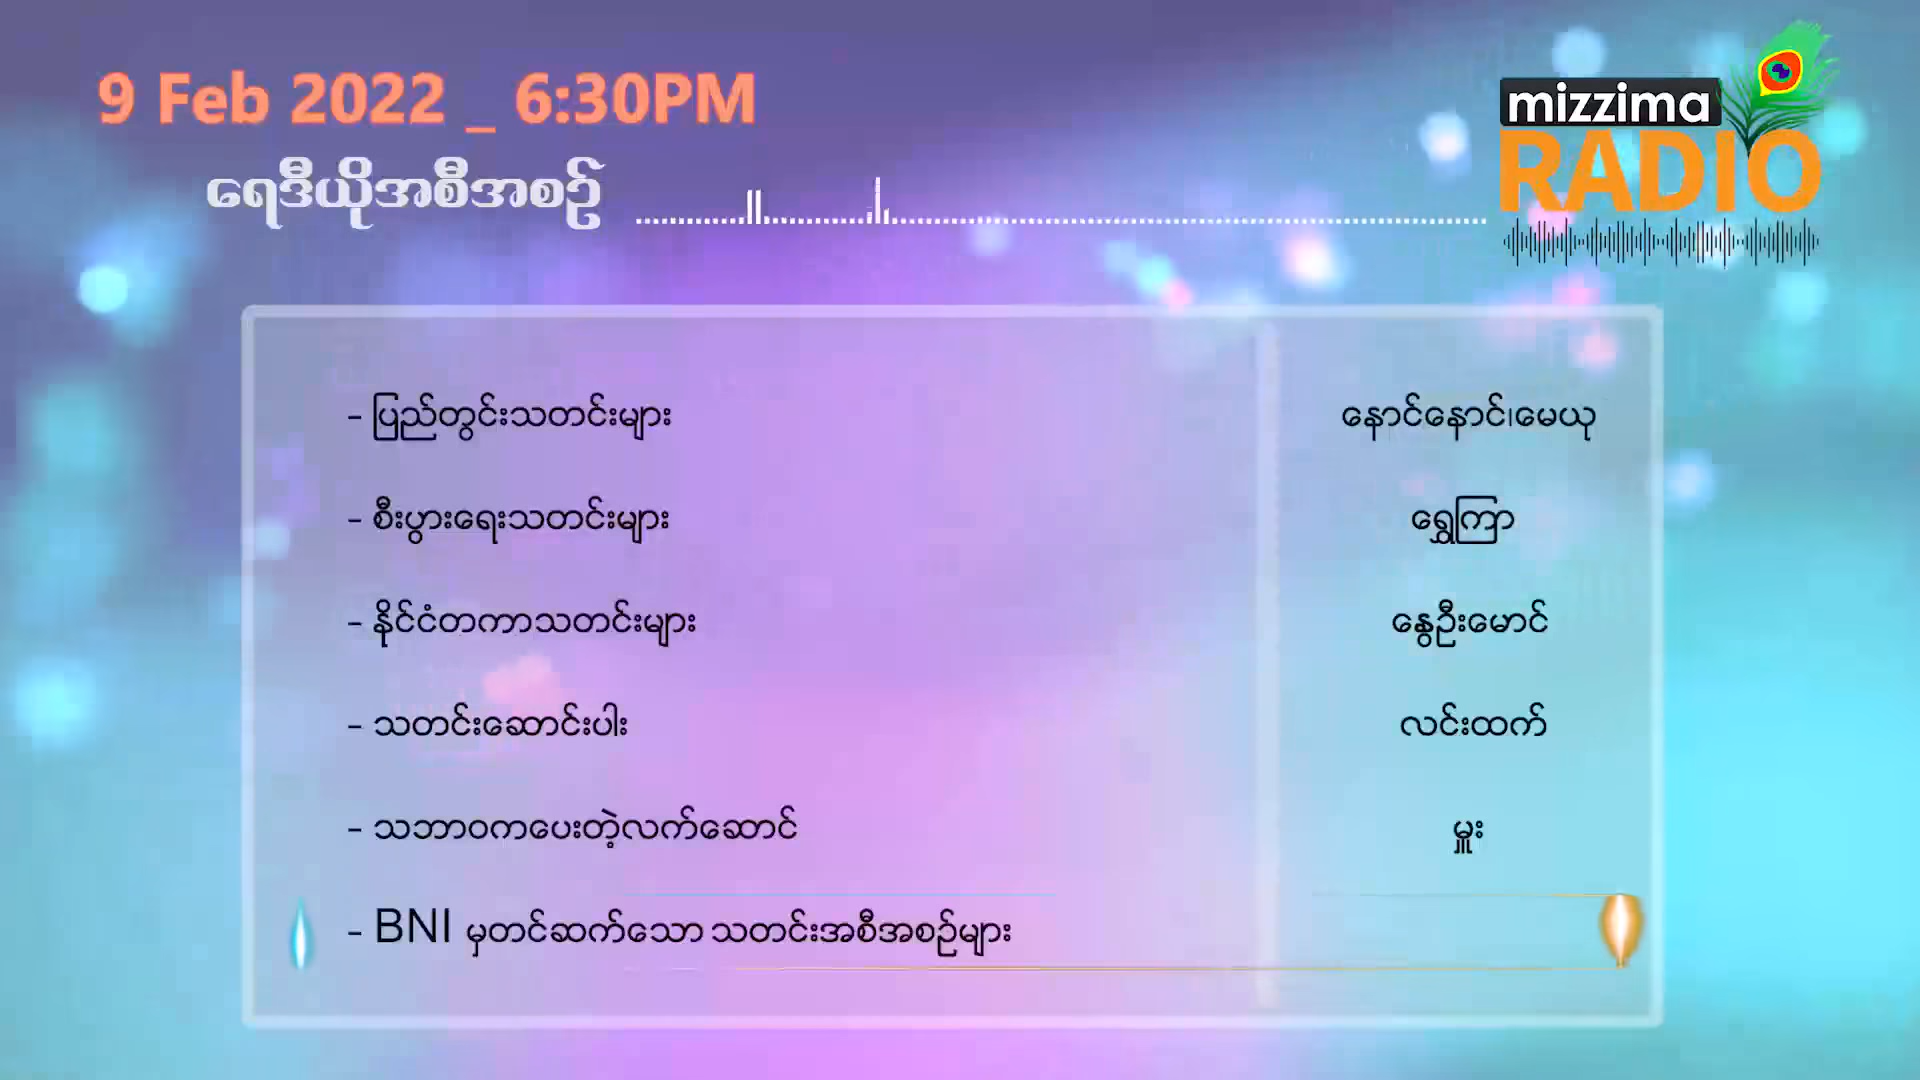 9 Feb 2022 _ 6:30PM
mizzima
RADIO
ရေဒီယိုအစီအစဉ်
- ပြည်တွင်းသတင်းများ နောင်နောင်၊မေယု
- စီးပွားရေးသတင်းများ ရွှေကြာ
- နိုင်ငံတကာသတင်းများ နွေဦးမောင်
- သတင်းဆောင်းပါး လင်းထက်
- သဘာဝကပေးတဲ့လက်ဆောင် မှူး
- BNI မှတင်ဆက်သော သတင်းအစီအစဉ်များ